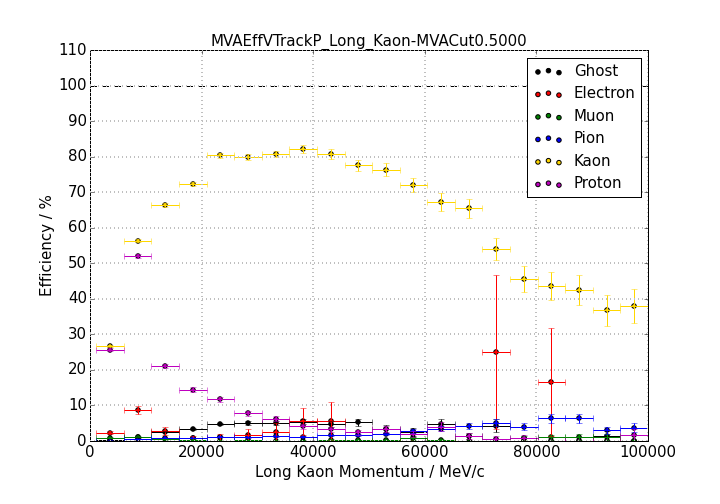 MVAEffVTrackP_Long_Kaon-MVACut0.5000
110
100
90
80
70
60
50
40
30
20
10
0
Efficiency / %
Ghost
Electron
Muon
Pion
Kaon
Proton
0 20000 40000 60000 80000 100000
Long Kaon Momentum / MeV/c